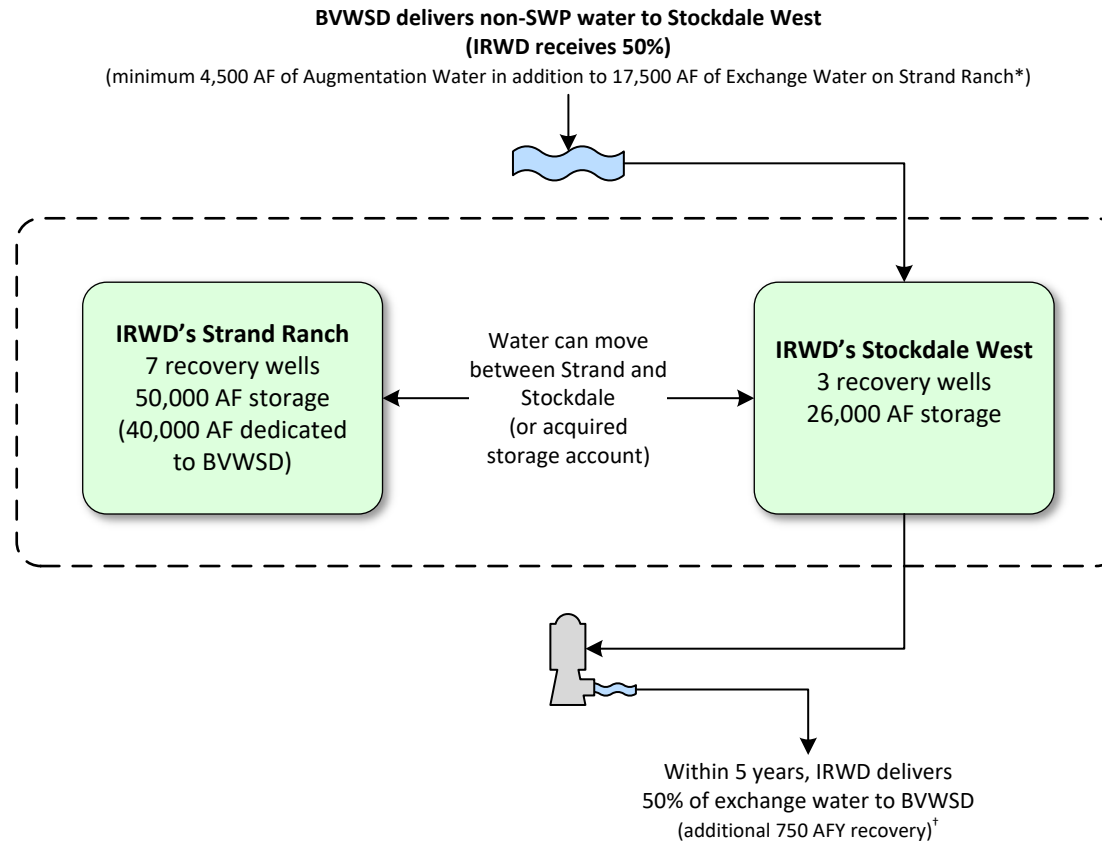 BVWSD delivers non-SWP water to Stockdale West
(IRWD receives 50%)
(minimum 4,500 AF of Augmentation Water in addition to 17,500 AF of Exchange Water on Strand Ranch*)
IRWD’s Strand Ranch
7 recovery wells
50,000 AF storage
(40,000 AF dedicated
to BVWSD)
Water can move
between Strand and
Stockdale
(or acquired
storage account)
IRWD’s Stockdale West
3 recovery wells
26,000 AF storage
Within 5 years, IRWD delivers
50% of exchange water to BVWSD
(additional 750 AFY recovery)†